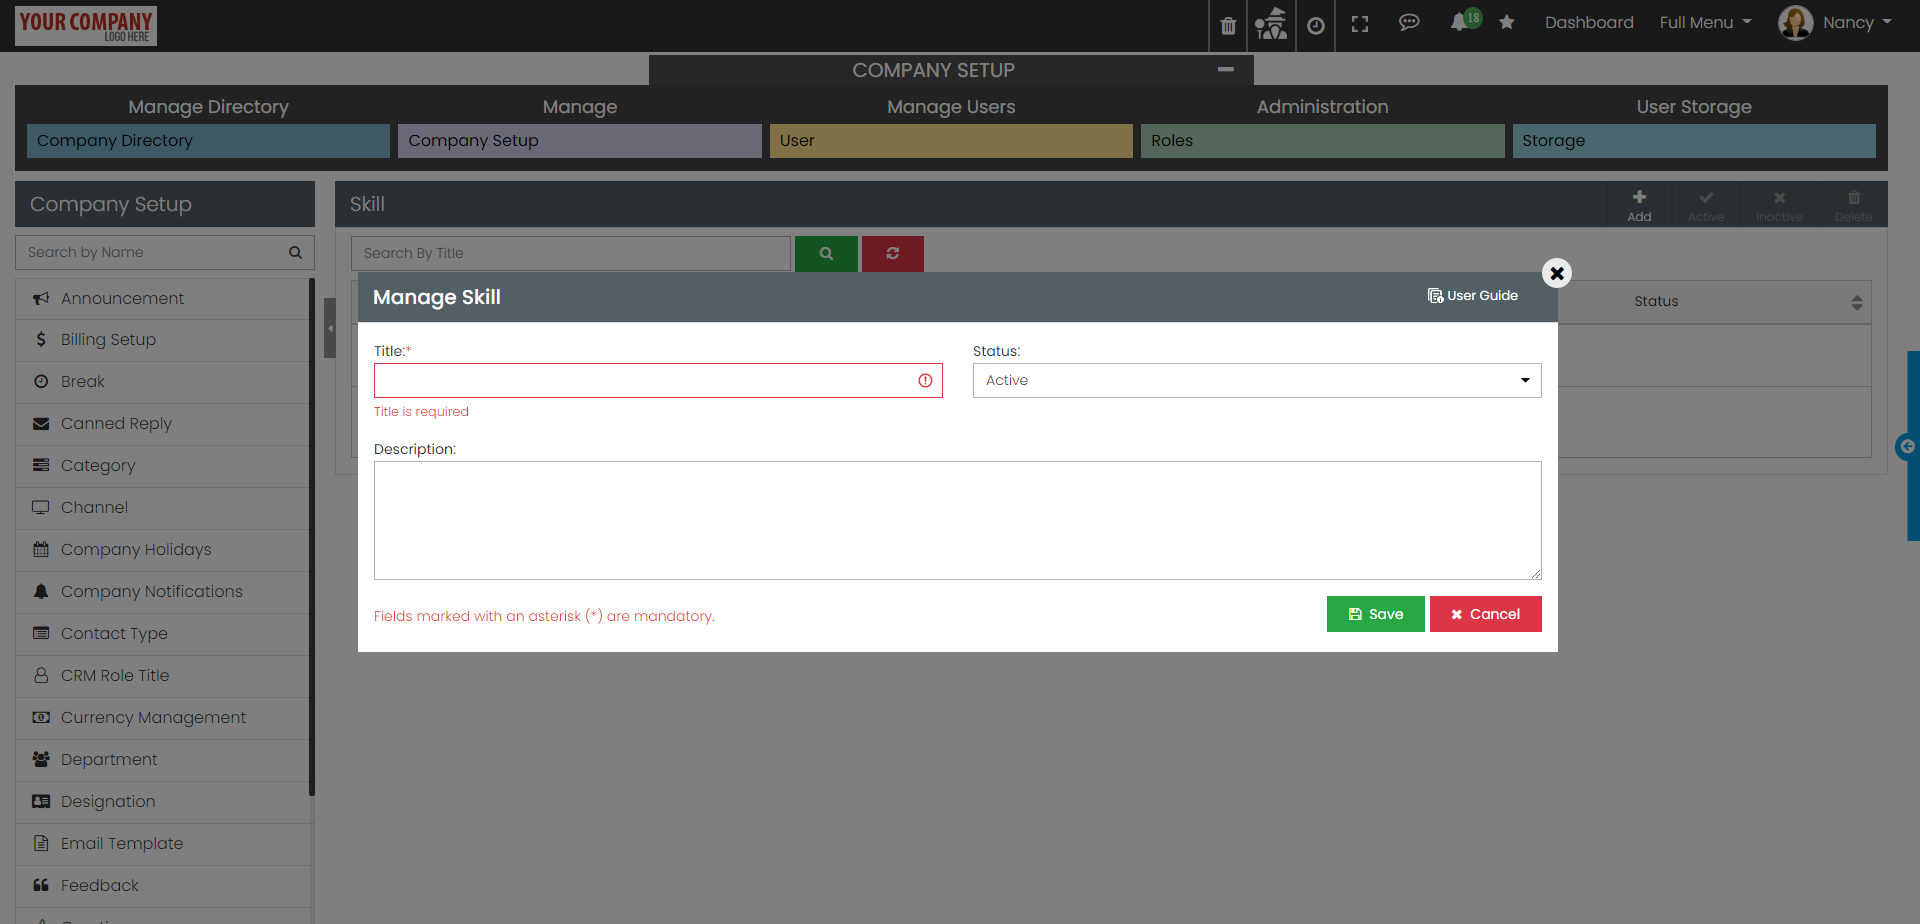 YOUR COMPANY
LOGO HERE
18
Dashboard
Full Menu
Nancy
COMPANY SETUP
Manage Directory
Manage
Manage Users
Administration
User Storage
Company Directory
Company Setup
User
Roles
Storage
Company Setup
Skill
Add
Active
Inactive
Delete
Search by Name
Search By Title
Announcement
Billing Setup
Break
Canned Reply
Category
Channel
Company Holidays
Company Notifications
Contact Type
CRM Role Title
Currency Management
Department
Designation
Email Template
Feedback
Status
Manage Skill
User Guide
Title:*
Status:
Active
Title is required
Description:
Fields marked with an asterisk (*) are mandatory.
Save
Cancel